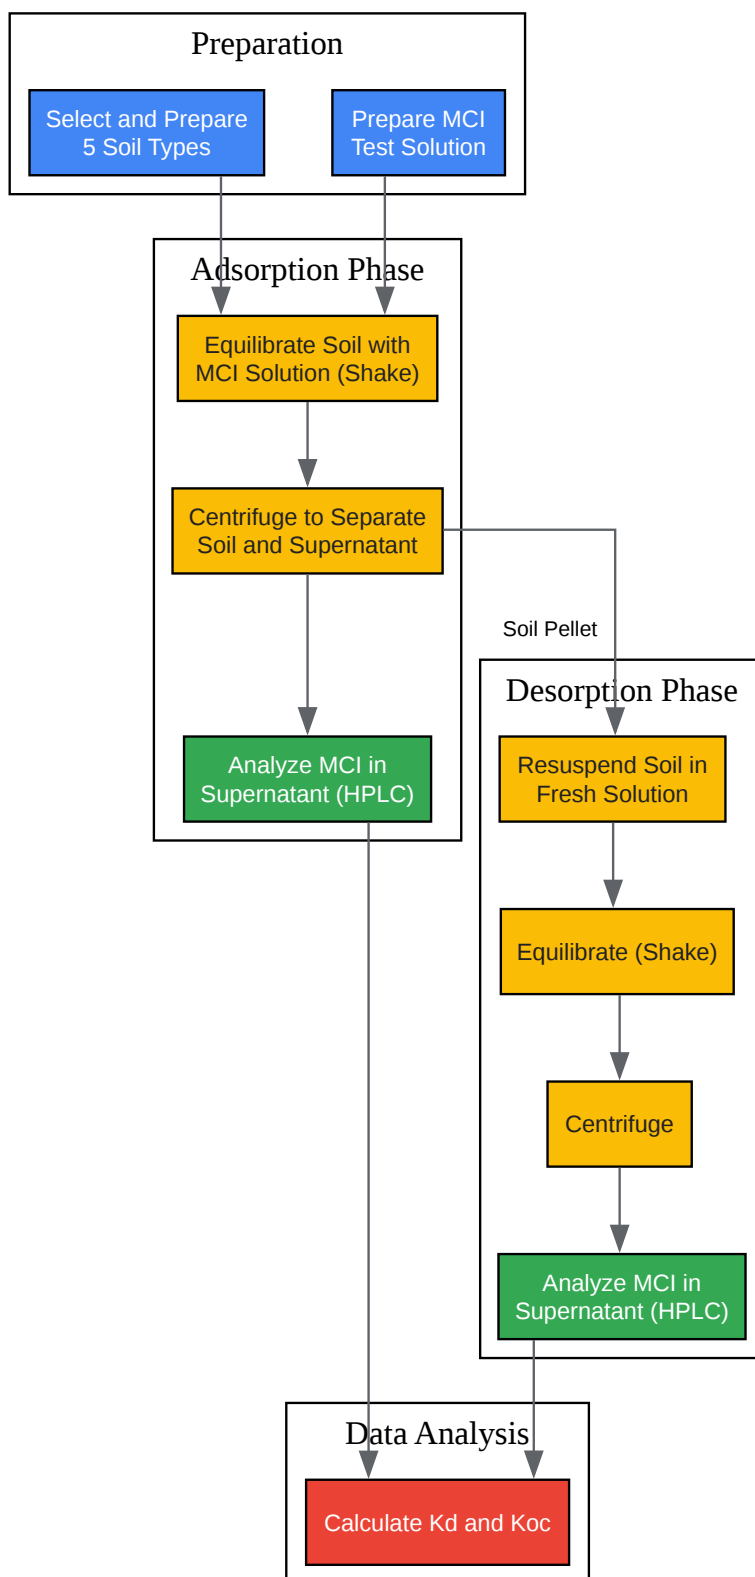 Preparation
Select and Prepare
5 Soil Types
Prepare MCI
Test Solution
Adsorption Phase
Equilibrate Soil with
MCI Solution (Shake)
Centrifuge to Separate
Soil and Supernatant
Soil Pellet
Analyze MCI in
Supernatant (HPLC)
Desorption Phase
Resuspend Soil in
Fresh Solution
Equilibrate (Shake)
Centrifuge
Analyze MCI in
Supernatant (HPLC)
Data Analysis
Calculate Kd and Koc